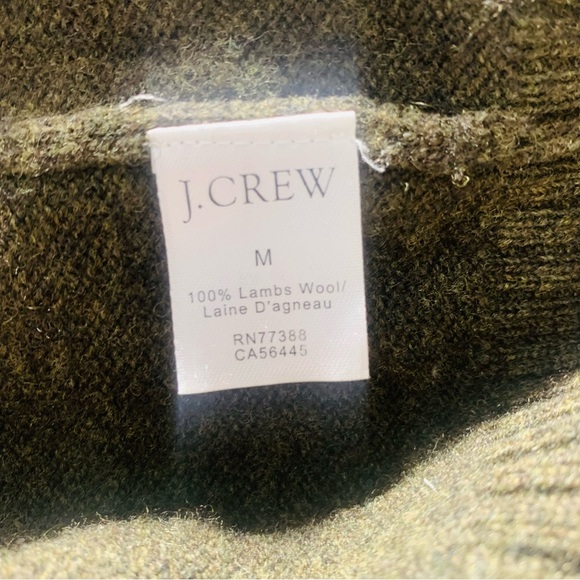 J.CREW
M
100% Lambs Wool/
Laine D'agneau
RN77388
CA56445